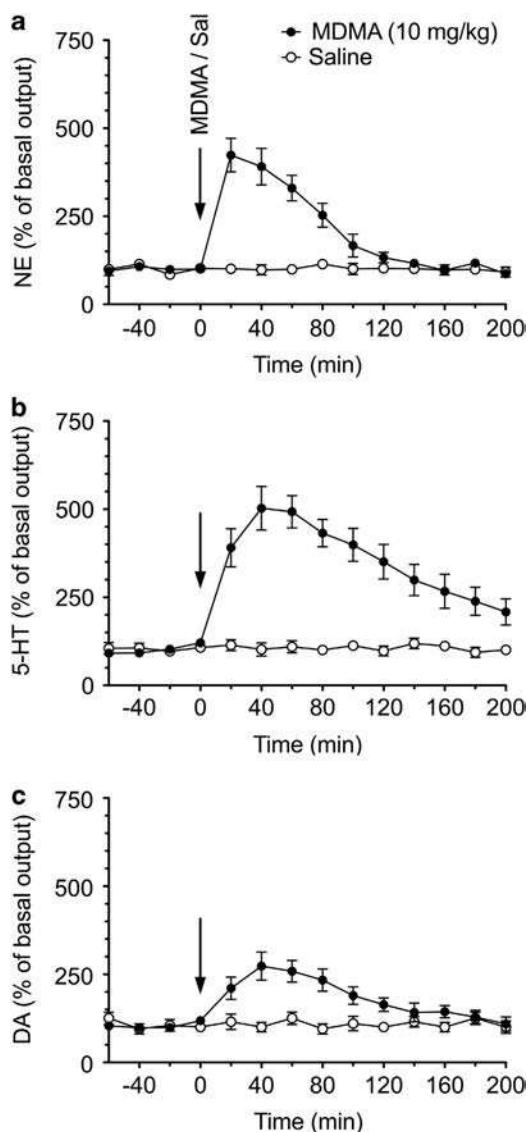 a
MDMA / Sal
MDMA (10 mg/kg)
Saline
NE (% of basal output)
750
500
250
0
-40 0 40 80 120 160 200
Time (min)
b
5-HT (% of basal output)
750
500
250
0
-40 0 40 80 120 160 200
Time (min)
c
DA (% of basal output)
750
500
250
0
-40 0 40 80 120 160 200
Time (min)